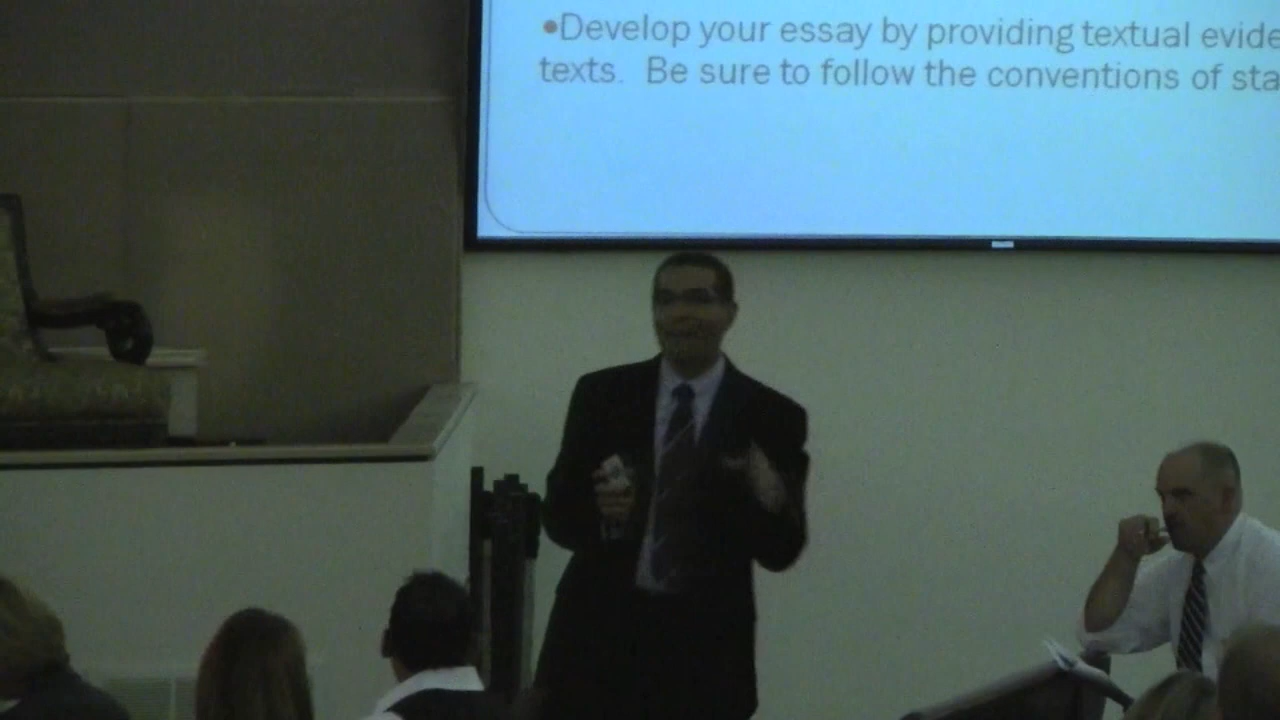 •Develop your essay by providing textual evide
texts. Be sure to follow the conventions of sta